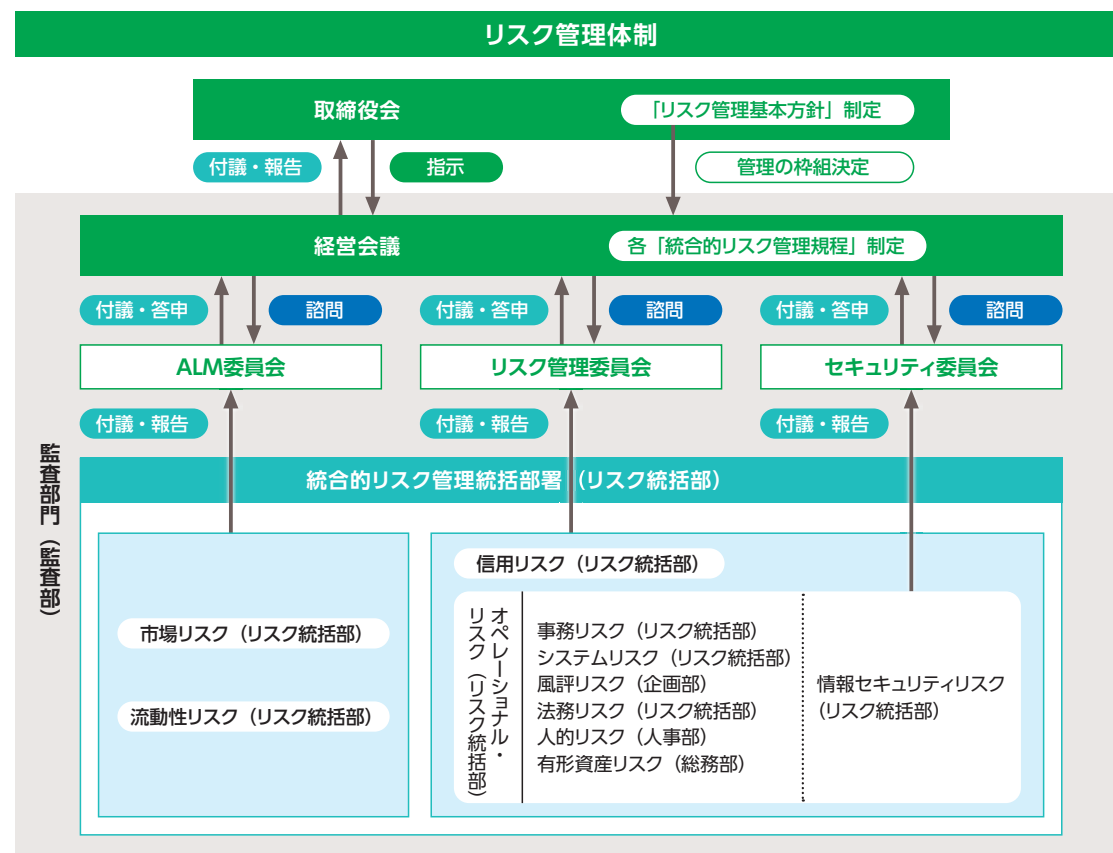 リスク管理体制
取締役会
「リスク管理基本方針」制定
付議・報告
指示
管理の枠組決定
経営会議
各「統合的リスク管理規程」制定
付議・答申
諮問
付議・答申
諮問
付議・答申
諮問
ALM委員会
リスク管理委員会
セキュリティ委員会
付議・報告
付議・報告
付議・報告
監査部門（監査部）
統合的リスク管理統括部署（リスク統括部）
市場リスク（リスク統括部）
流動性リスク（リスク統括部）
信用リスク（リスク統括部）
オペレーショナル・
リスク（リスク統括部）
事務リスク（リスク統括部）
システムリスク（リスク統括部）
風評リスク（企画部）
法務リスク（リスク統括部）
人的リスク（人事部）
有形資産リスク（総務部）
情報セキュリティリスク
（リスク統括部）